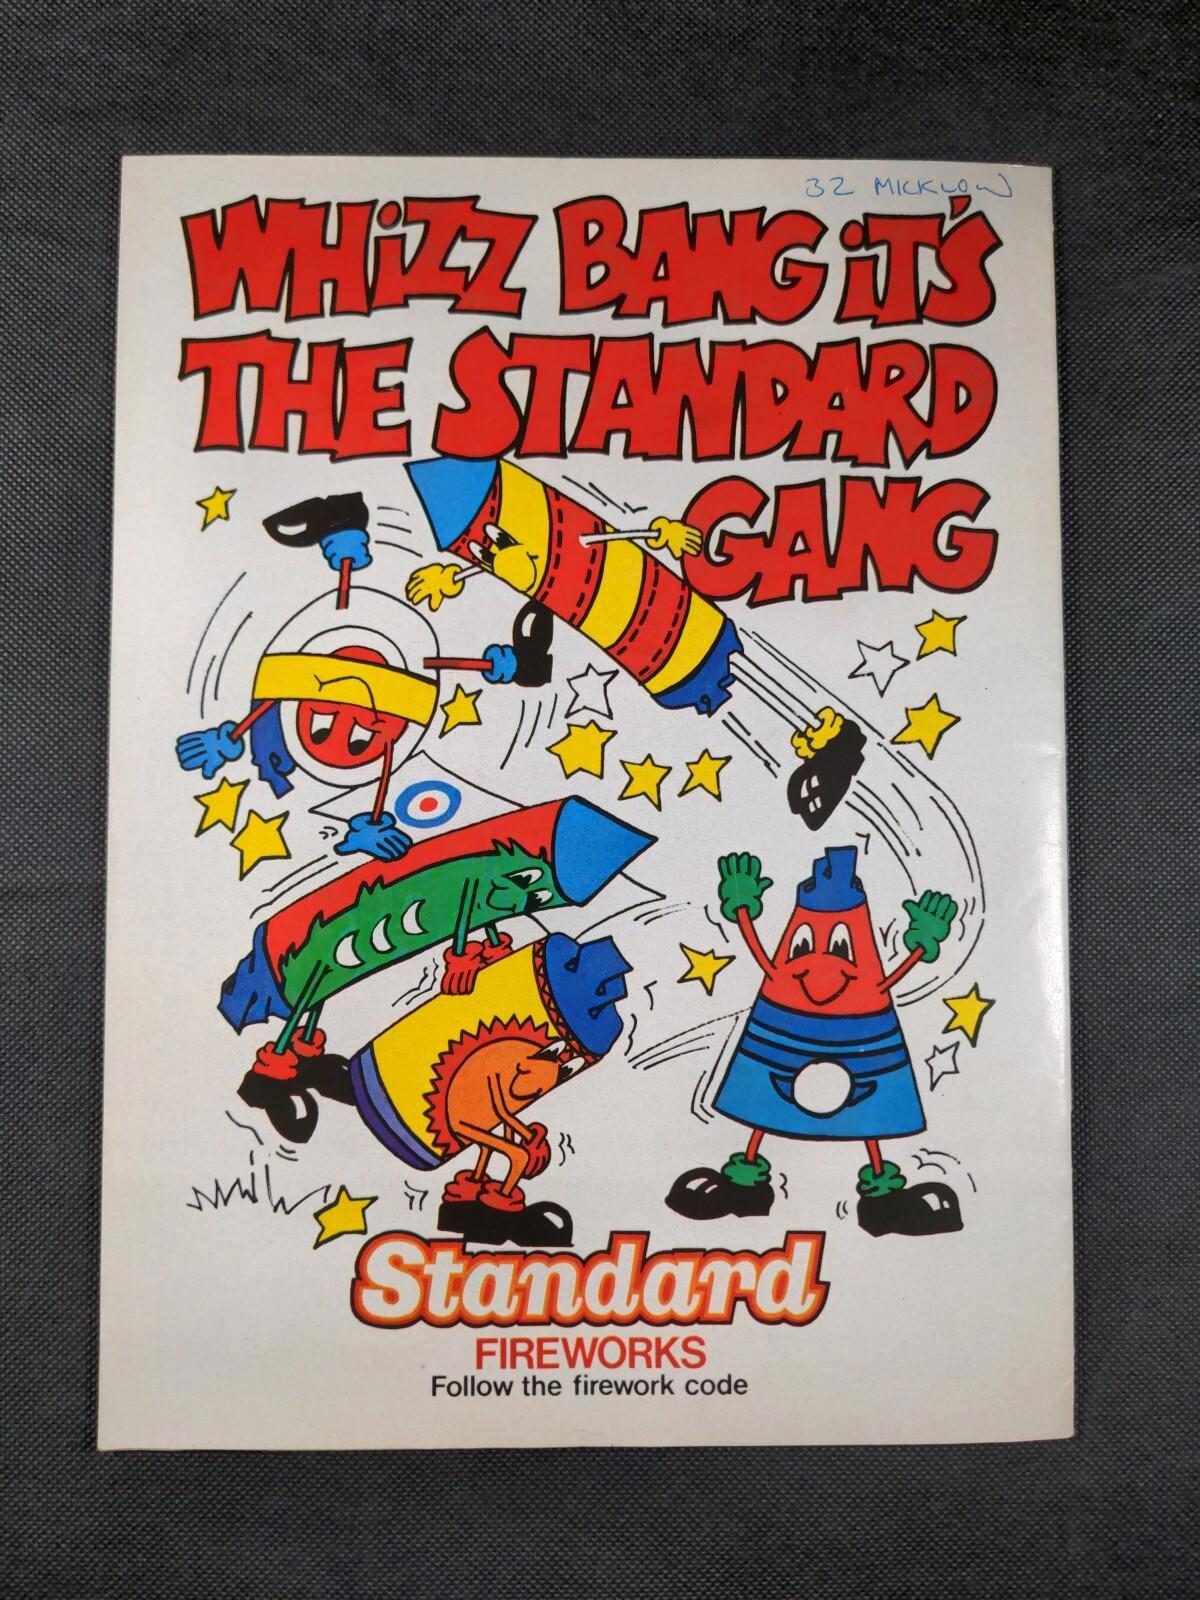 32 MICKLOW
WHiZZ BANG iT'S
THE STANDARD
GANG
Standard
FIREWORKS
Follow the firework code